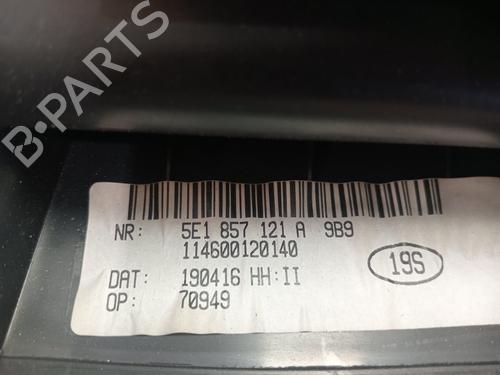 B-PARTS
NR: 5E1 857 121 A 9B9
114600120140
DAT: 190416 HH:II
OP: 70949
19S